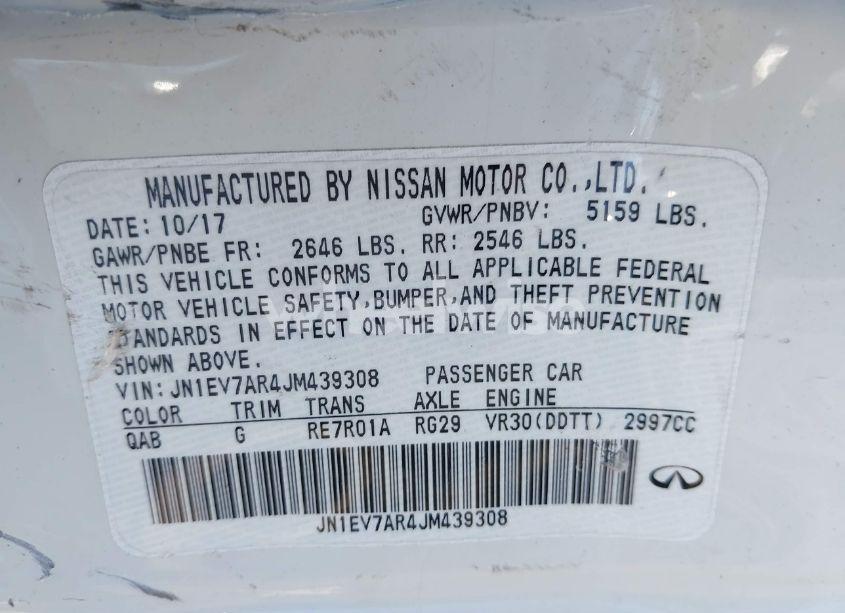 MANUFACTURED BY NISSAN MOTOR CO.,LTD.
DATE: 10/17 GVWR/PNBV: 5159 LBS.
GAWR/PNBE FR: 2646 LBS. RR: 2546 LBS.
THIS VEHICLE CONFORMS TO ALL APPLICABLE FEDERAL
MOTOR VEHICLE SAFETY,BUMPER,AND THEFT PREVENTION
STANDARDS IN EFFECT ON THE DATE OF MANUFACTURE
SHOWN ABOVE.
VIN: JN1EV7AR4JM439308 PASSENGER CAR
COLOR TRIM TRANS AXLE ENGINE
QAB G RE7R01A RG29 VR30(DDTT) 2997CC
JN1EV7AR4JM439308